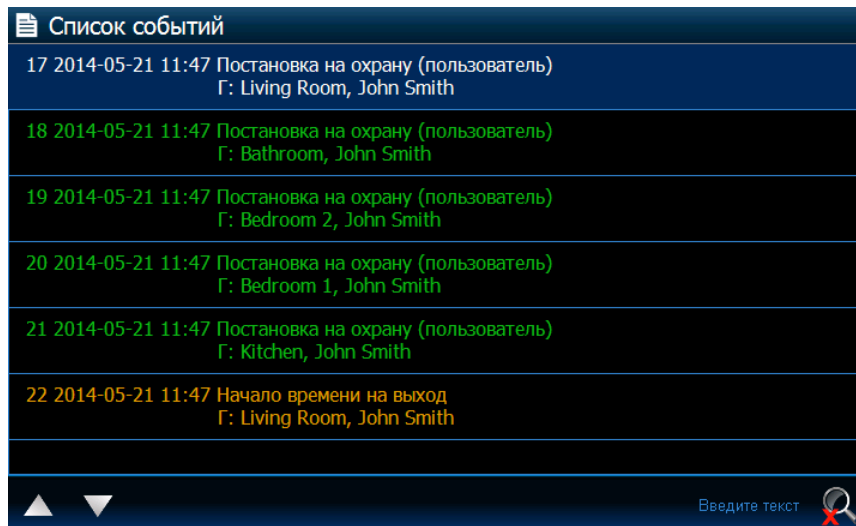 Список событий
17 2014-05-21 11:47 Постановка на охрану (пользователь)
Г: Living Room, John Smith
18 2014-05-21 11:47 Постановка на охрану (пользователь)
Г: Bathroom, John Smith
19 2014-05-21 11:47 Постановка на охрану (пользователь)
Г: Bedroom 2, John Smith
20 2014-05-21 11:47 Постановка на охрану (пользователь)
Г: Bedroom 1, John Smith
21 2014-05-21 11:47 Постановка на охрану (пользователь)
Г: Kitchen, John Smith
22 2014-05-21 11:47 Начало времени на выход
Г: Living Room, John Smith
Введите текст